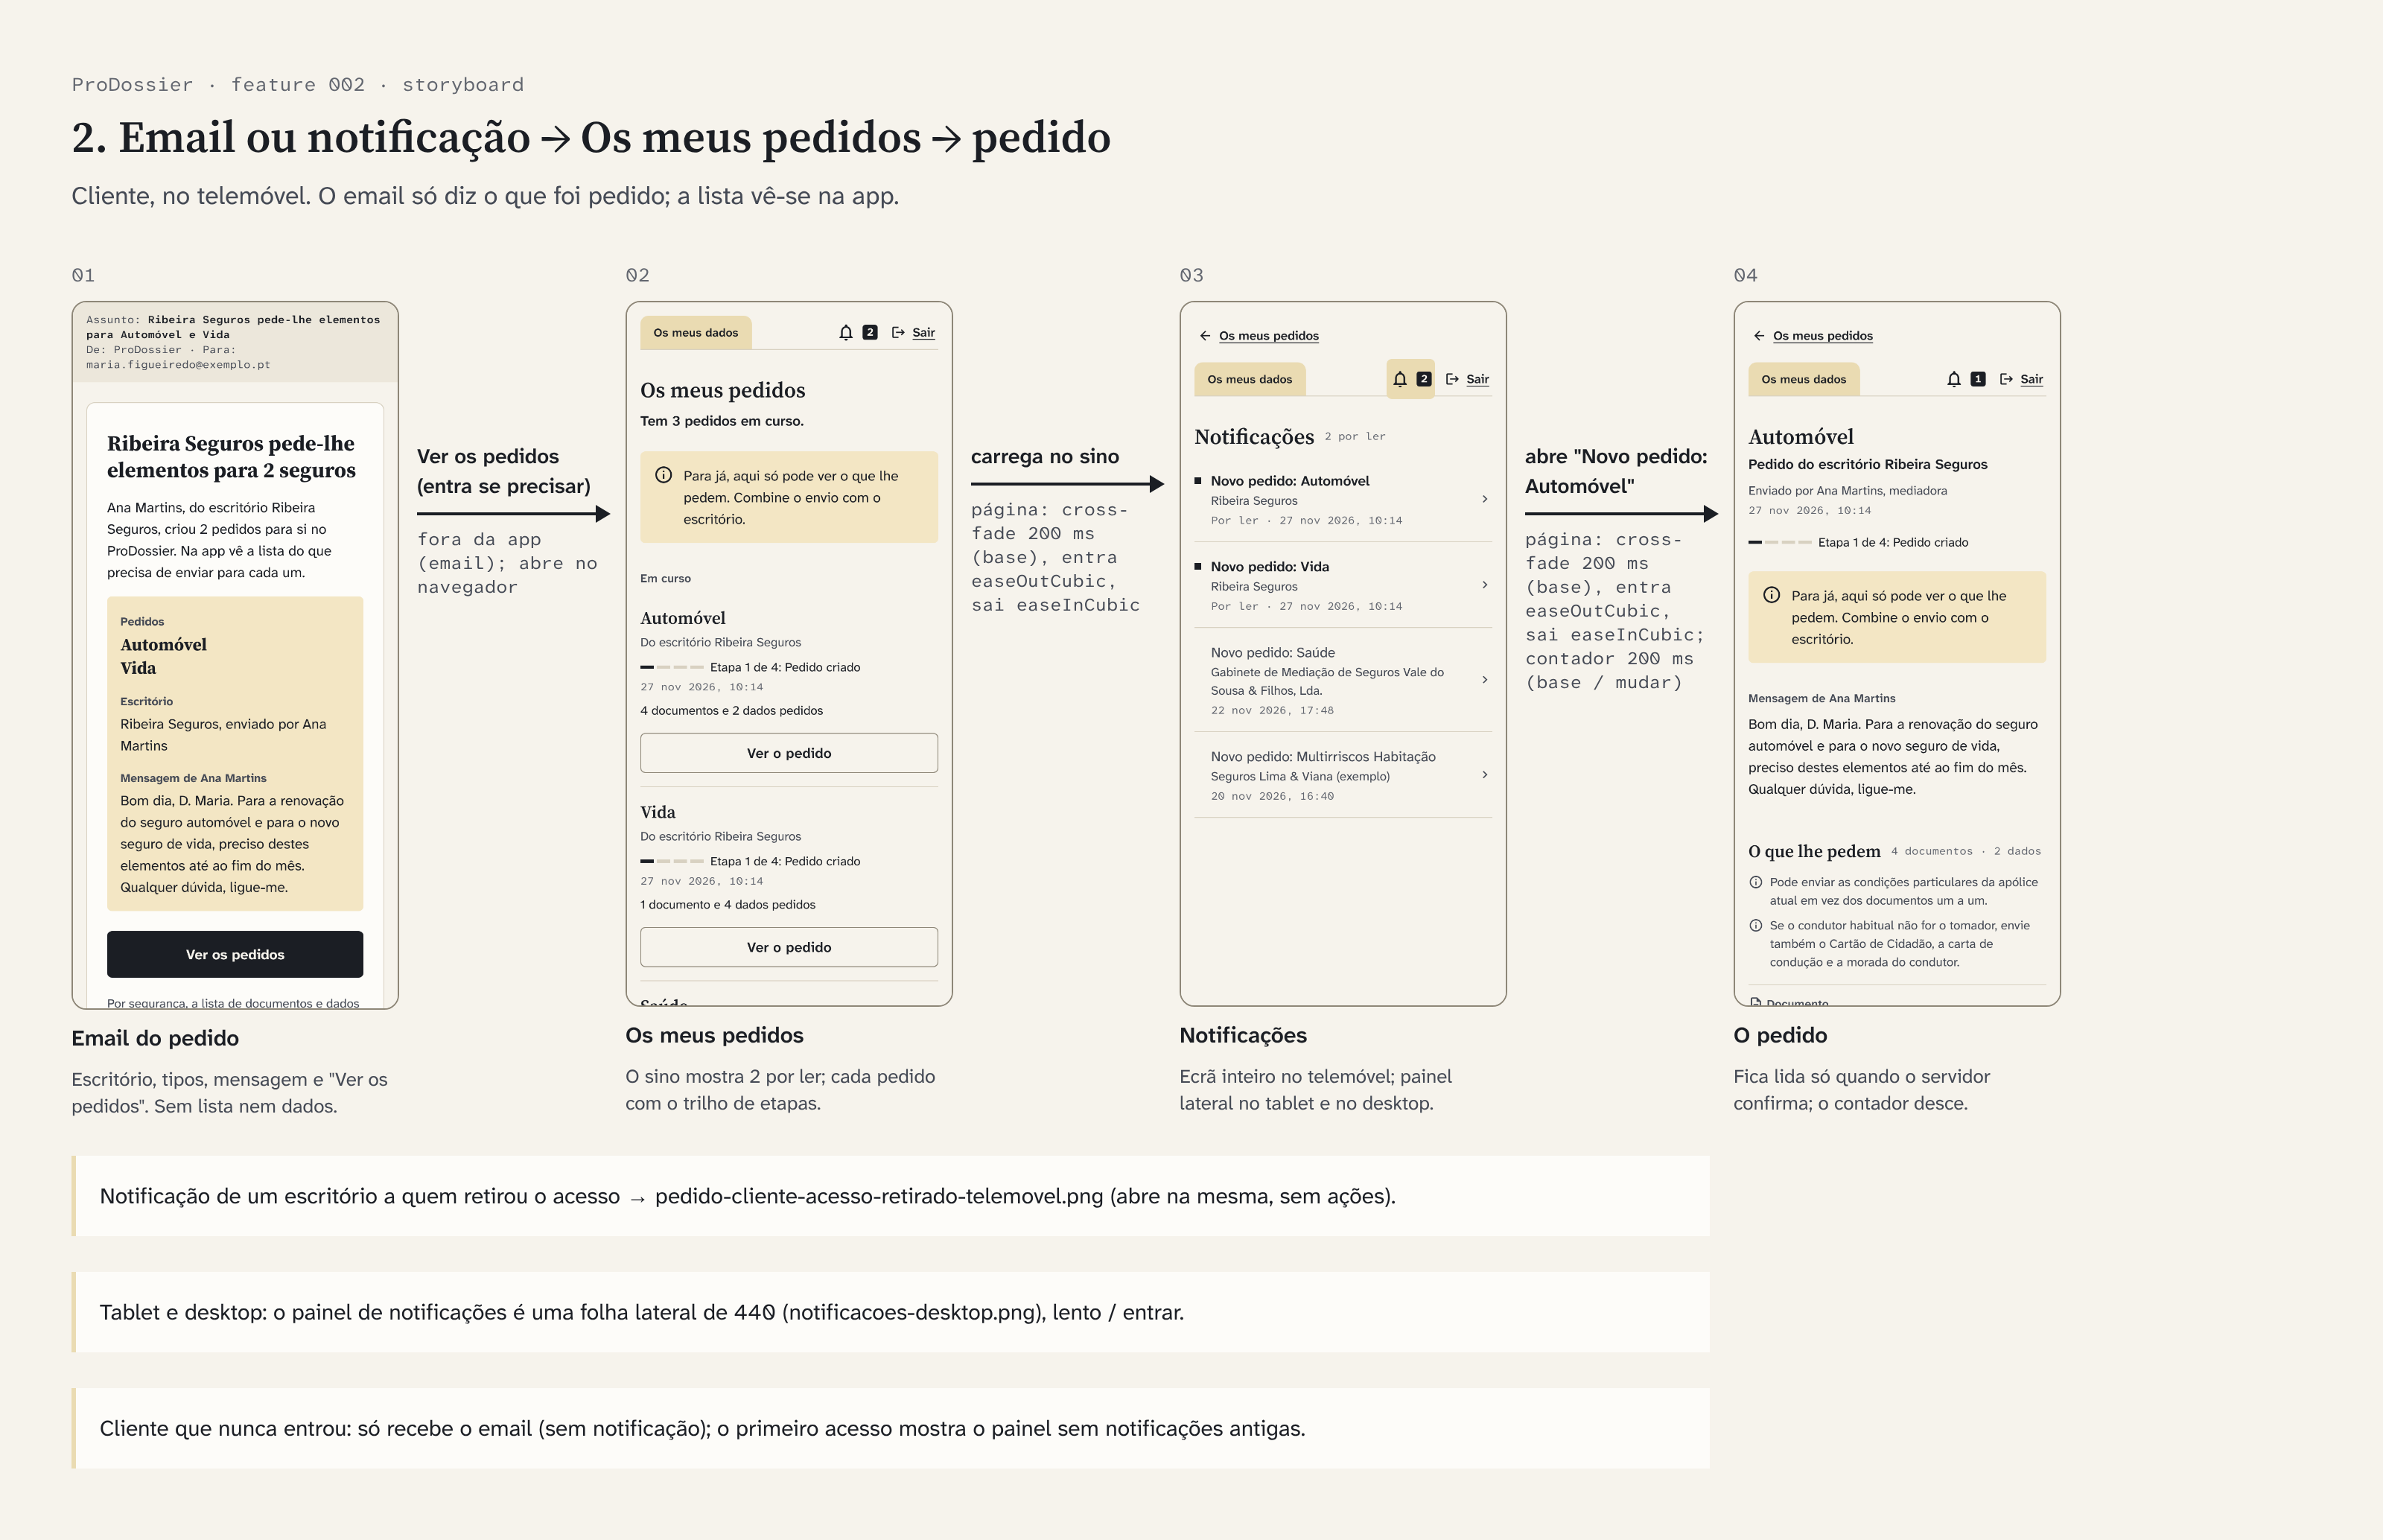 ProDossier · feature 002 · storyboard
2. Email ou notificação → Os meus pedidos → pedido
Cliente, no telemóvel. O email só diz o que foi pedido; a lista vê-se na app.
01
Assunto: Ribeira Seguros pede-lhe elementos
para Automóvel e Vida
De: ProDossier · Para:
maria.figueiredo@exemplo.pt
Ribeira Seguros pede-lhe
elementos para 2 seguros
Ana Martins, do escritório Ribeira
Seguros, criou 2 pedidos para si no
ProDossier. Na app vê a lista do que
precisa de enviar para cada um.
Pedidos
Automóvel
Vida
Escritório
Ribeira Seguros, enviado por Ana
Martins
Mensagem de Ana Martins
Bom dia, D. Maria. Para a renovação
do seguro automóvel e para o novo
seguro de vida, preciso destes
elementos até ao fim do mês.
Qualquer dúvida, ligue-me.
Ver os pedidos
Por segurança, a lista de documentos e dados
Email do pedido
Escritório, tipos, mensagem e "Ver os
pedidos". Sem lista nem dados.
Ver os pedidos
(entra se precisar)
fora da app
(email); abre no
navegador
02
Os meus dados
2
Sair
Os meus pedidos
Tem 3 pedidos em curso.
Para já, aqui só pode ver o que lhe
pedem. Combine o envio com o
escritório.
Em curso
Automóvel
Do escritório Ribeira Seguros
Etapa 1 de 4: Pedido criado
27 nov 2026, 10:14
4 documentos e 2 dados pedidos
Ver o pedido
Vida
Do escritório Ribeira Seguros
Etapa 1 de 4: Pedido criado
27 nov 2026, 10:14
1 documento e 4 dados pedidos
Ver o pedido
Saúde
Os meus pedidos
O sino mostra 2 por ler; cada pedido
com o trilho de etapas.
carrega no sino
página: cross-
fade 200 ms
(base), entra
easeOutCubic,
sai easeInCubic
03
← Os meus pedidos
Os meus dados
2
Sair
Notificações 2 por ler
Novo pedido: Automóvel
Ribeira Seguros
Por ler · 27 nov 2026, 10:14
Novo pedido: Vida
Ribeira Seguros
Por ler · 27 nov 2026, 10:14
Novo pedido: Saúde
Gabinete de Mediação de Seguros Vale do
Sousa & Filhos, Lda.
22 nov 2026, 17:48
Novo pedido: Multirriscos Habitação
Seguros Lima & Viana (exemplo)
20 nov 2026, 16:40
Notificações
Ecrã inteiro no telemóvel; painel
lateral no tablet e no desktop.
abre "Novo pedido:
Automóvel"
página: cross-
fade 200 ms
(base), entra
easeOutCubic,
sai easeInCubic;
contador 200 ms
(base / mudar)
04
← Os meus pedidos
Os meus dados
1
Sair
Automóvel
Pedido do escritório Ribeira Seguros
Enviado por Ana Martins, mediadora
27 nov 2026, 10:14
Etapa 1 de 4: Pedido criado
Para já, aqui só pode ver o que lhe
pedem. Combine o envio com o
escritório.
Mensagem de Ana Martins
Bom dia, D. Maria. Para a renovação do seguro
automóvel e para o novo seguro de vida,
preciso destes elementos até ao fim do mês.
Qualquer dúvida, ligue-me.
O que lhe pedem 4 documentos · 2 dados
Pode enviar as condições particulares da apólice
atual em vez dos documentos um a um.
Se o condutor habitual não for o tomador, envie
também o Cartão de Cidadão, a carta de
condução e a morada do condutor.
Documento
O pedido
Fica lida só quando o servidor
confirma; o contador desce.
Notificação de um escritório a quem retirou o acesso → pedido-cliente-acesso-retirado-telemovel.png (abre na mesma, sem ações).
Tablet e desktop: o painel de notificações é uma folha lateral de 440 (notificacoes-desktop.png), lento / entrar.
Cliente que nunca entrou: só recebe o email (sem notificação); o primeiro acesso mostra o painel sem notificações antigas.